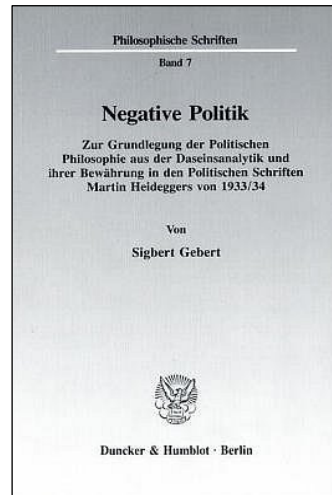 Philosophische Schriften
Band 7
Negative Politik
Zur Grundlegung der Politischen
Philosophie aus der Daseinsanalytik und
ihrer Bewährung in den Politischen Schriften
Martin Heideggers von 1933/34
Von
Sigbert Gebert
Duncker & Humblot · Berlin